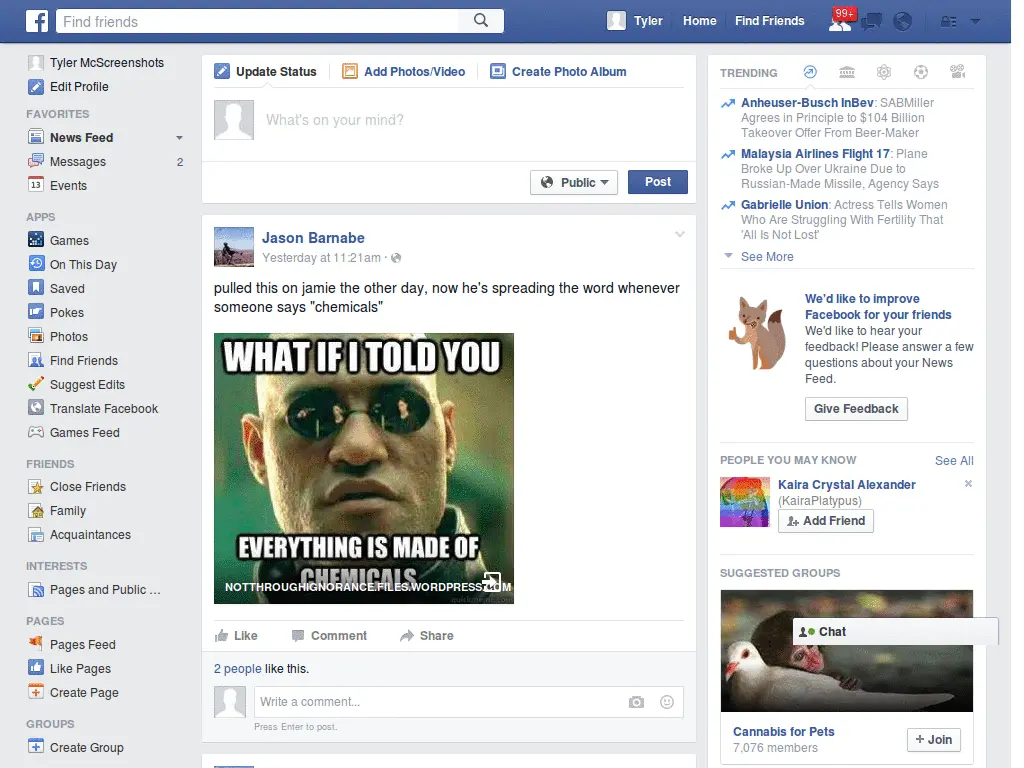 Find friends
Tyler
Home
Find Friends
99+
Tyler McScreenshots
Edit Profile
FAVORITES
News Feed
Messages 2
13 Events
APPS
Games
On This Day
Saved
Pokes
Photos
Find Friends
Suggest Edits
Translate Facebook
Games Feed
FRIENDS
Close Friends
Family
Acquaintances
INTERESTS
Pages and Public ...
PAGES
Pages Feed
Like Pages
Create Page
GROUPS
Create Group
Update Status Add Photos/Video Create Photo Album
What's on your mind?
Public Post
Jason Barnabe
Yesterday at 11:21am ·
pulled this on jamie the other day, now he's spreading the word whenever
someone says "chemicals"
WHAT IF I TOLD YOU
EVERYTHING IS MADE OF
CHEMICALS
NOTTHROUGHIGNORANCE.FILES.WORDPRESS.COM
Like Comment Share
2 people like this.
Write a comment...
Press Enter to post.
TRENDING
Anheuser-Busch InBev: SABMiller
Agrees in Principle to $104 Billion
Takeover Offer From Beer-Maker
Malaysia Airlines Flight 17: Plane
Broke Up Over Ukraine Due to
Russian-Made Missile, Agency Says
Gabrielle Union: Actress Tells Women
Who Are Struggling With Fertility That
'All Is Not Lost'
See More
We'd like to improve
Facebook for your friends
We'd like to hear your
feedback! Please answer a few
questions about your News
Feed.
Give Feedback
PEOPLE YOU MAY KNOW See All
Kaira Crystal Alexander
(KairaPlatypus)
Add Friend
SUGGESTED GROUPS
Chat
Cannabis for Pets
7,076 members
+ Join